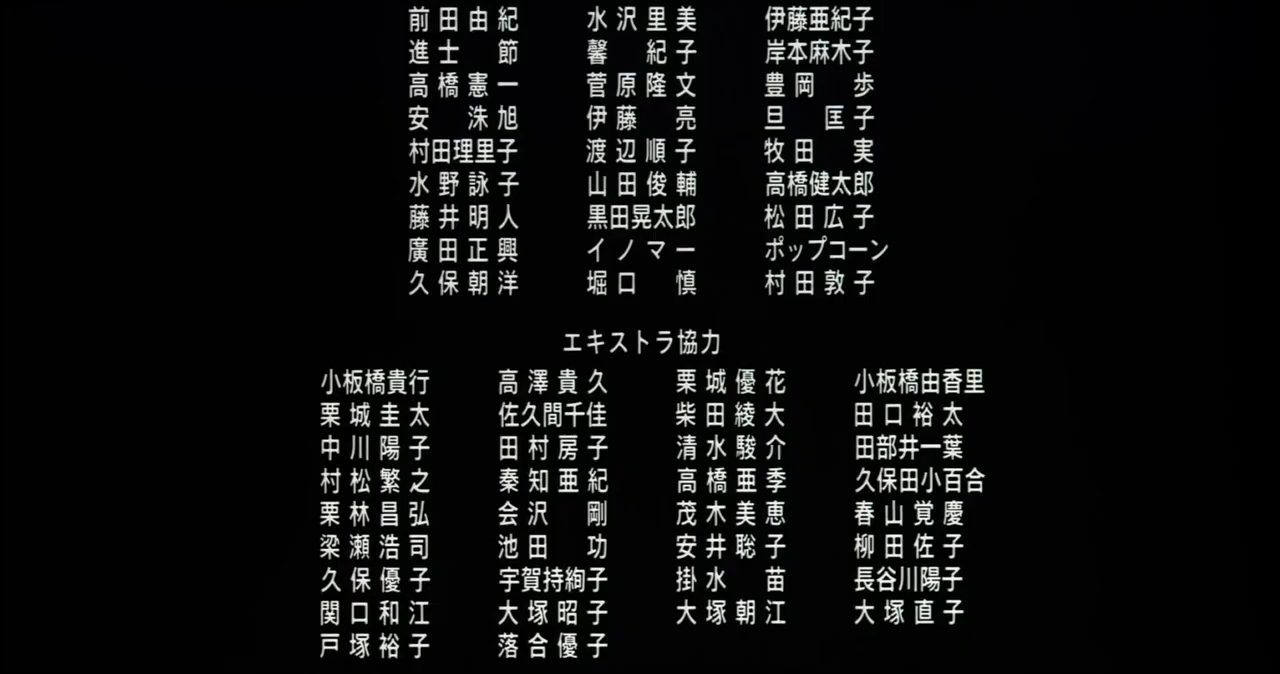 前田由紀 水沢里美 伊藤亜紀子
進士節 馨紀子 岸本麻木子
高橋憲一 菅原隆文 豊岡歩
安洙旭 伊藤亮 旦匡子
村田理里子 渡辺順子 牧田実
水野詠子 山田俊輔 高橋健太郎
藤井明人 黒田晃太郎 松田広子
廣田正興 イノマー ポップコーン
久保朝洋 堀口慎 村田敦子
エキストラ協力
小板橋貴行 高澤貴久 栗城優花 小板橋由香里
栗城圭太 佐久間千佳 柴田綾大 田口裕太
中川陽子 田村房子 清水駿介 田部井一葉
村松繁之 秦知亜紀 高橋亜季 久保田小百合
栗林昌弘 会沢剛 茂木美恵 春山覚慶
梁瀬浩司 池田功 安井聡子 柳田佐子
久保優子 宇賀持絢子 掛水苗 長谷川陽子
関口和江 大塚昭子 大塚朝江 大塚直子
戸塚裕子 落合優子